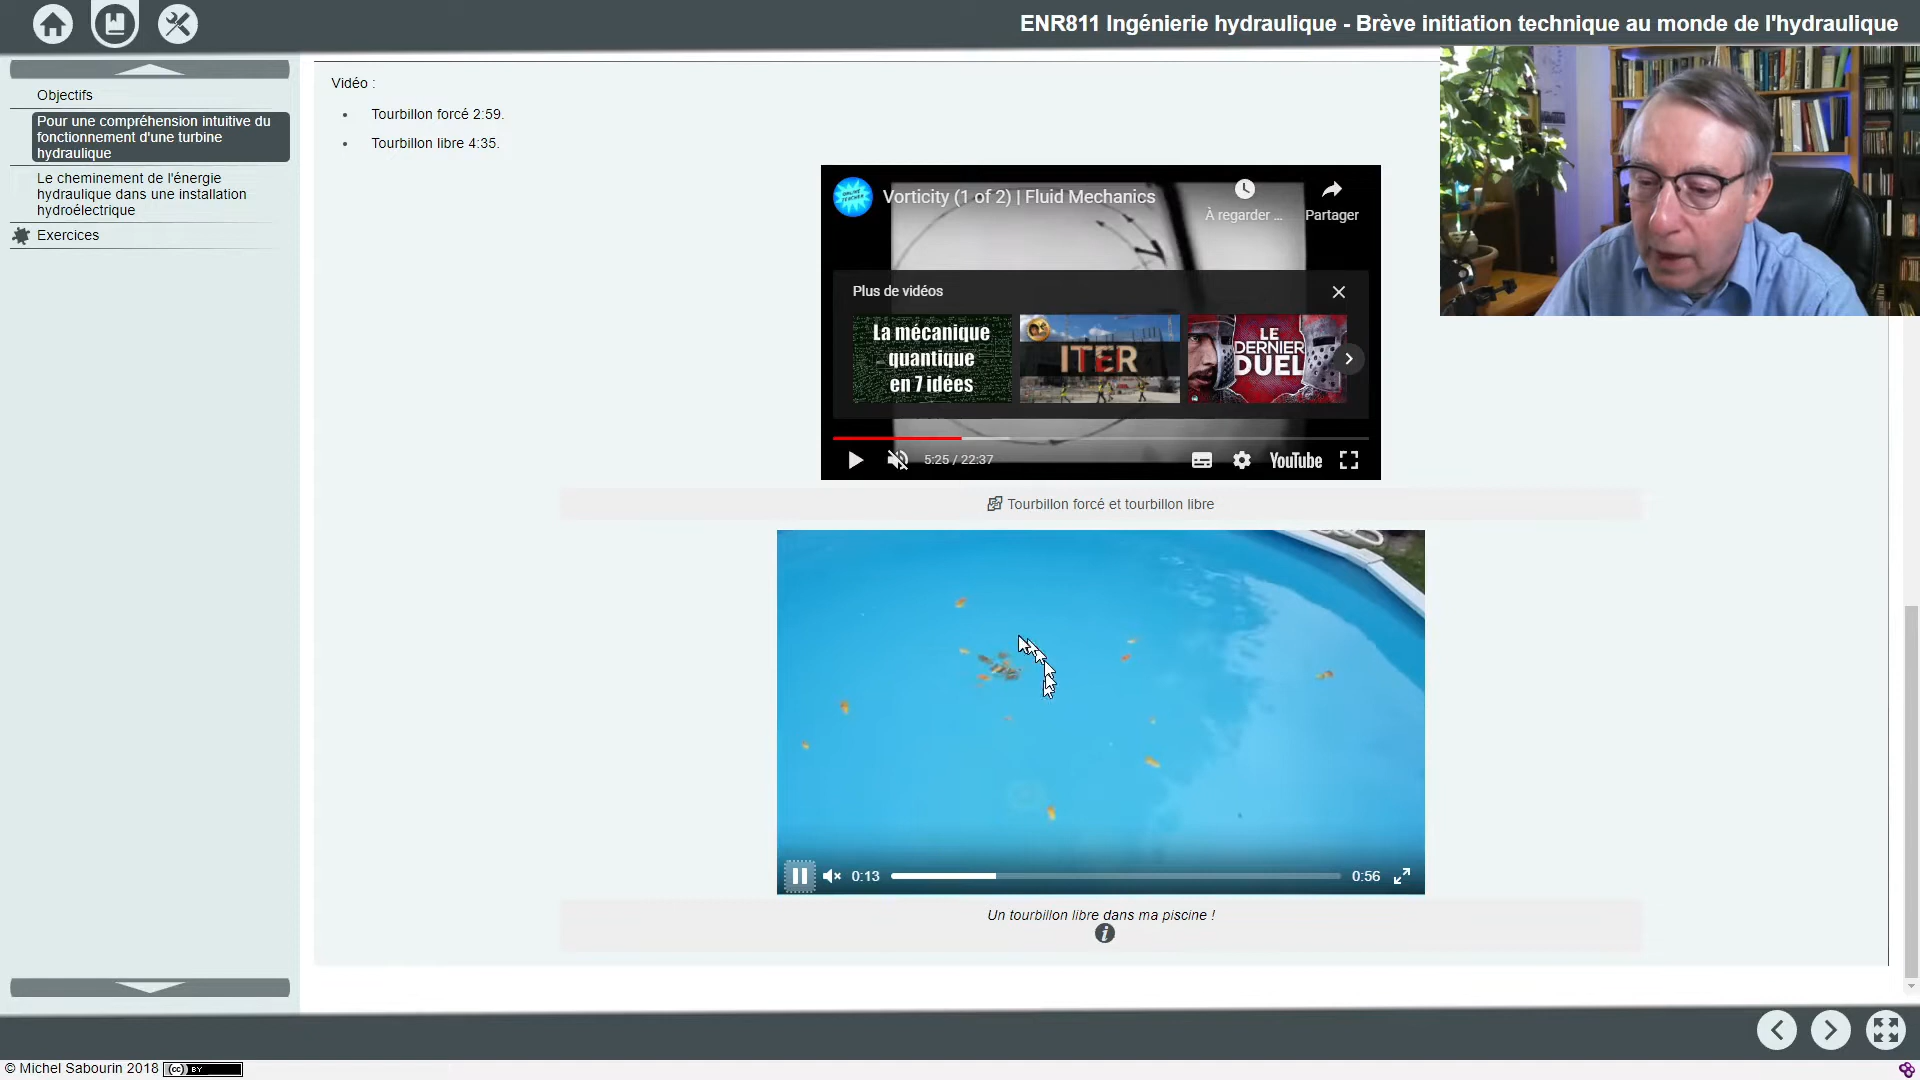 ENR811 Ingénierie hydraulique - Brève initiation technique au monde de l'hydraulique
Objectifs
Pour une compréhension intuitive du
fonctionnement d'une turbine
hydraulique
Le cheminement de l'énergie
hydraulique dans une installation
hydroélectrique
Exercices
Vidéo :
• Tourbillon forcé 2:59.
• Tourbillon libre 4:35.
ONLINE TEACHER
Vorticity (1 of 2) | Fluid Mechanics
À regarder ...
Partager
Plus de vidéos
La mécanique
quantique
en 7 idées
ITER
LE
DERNIER
DUEL
5:25 / 22:37
YouTube
Tourbillon forcé et tourbillon libre
0:13
0:56
Un tourbillon libre dans ma piscine !
i
© Michel Sabourin 2018 (cc) BY